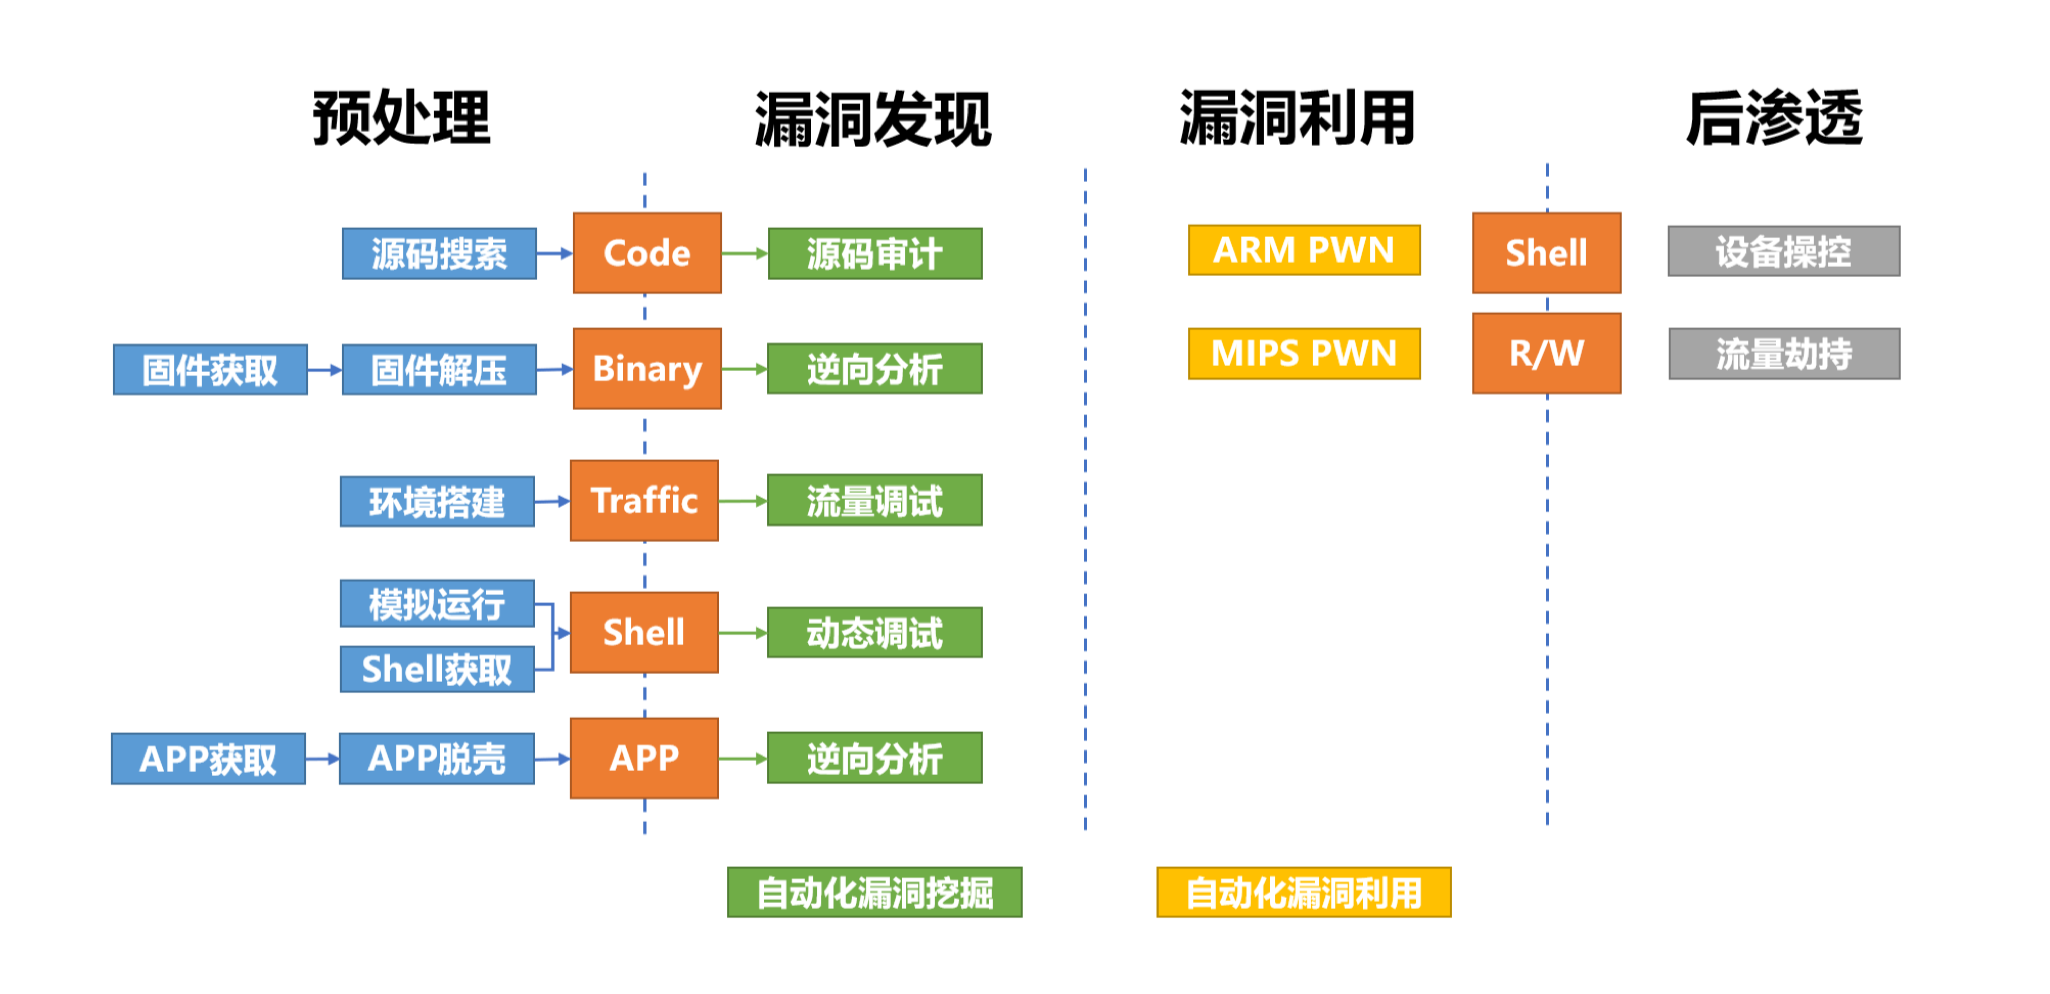 预处理
漏洞发现
漏洞利用
后渗透
源码搜索
Code
源码审计
ARM PWN
Shell
设备操控
固件获取
固件解压
Binary
逆向分析
MIPS PWN
R/W
流量劫持
环境搭建
Traffic
流量调试
模拟运行
Shell获取
Shell
动态调试
APP获取
APP脱壳
APP
逆向分析
自动化漏洞挖掘
自动化漏洞利用